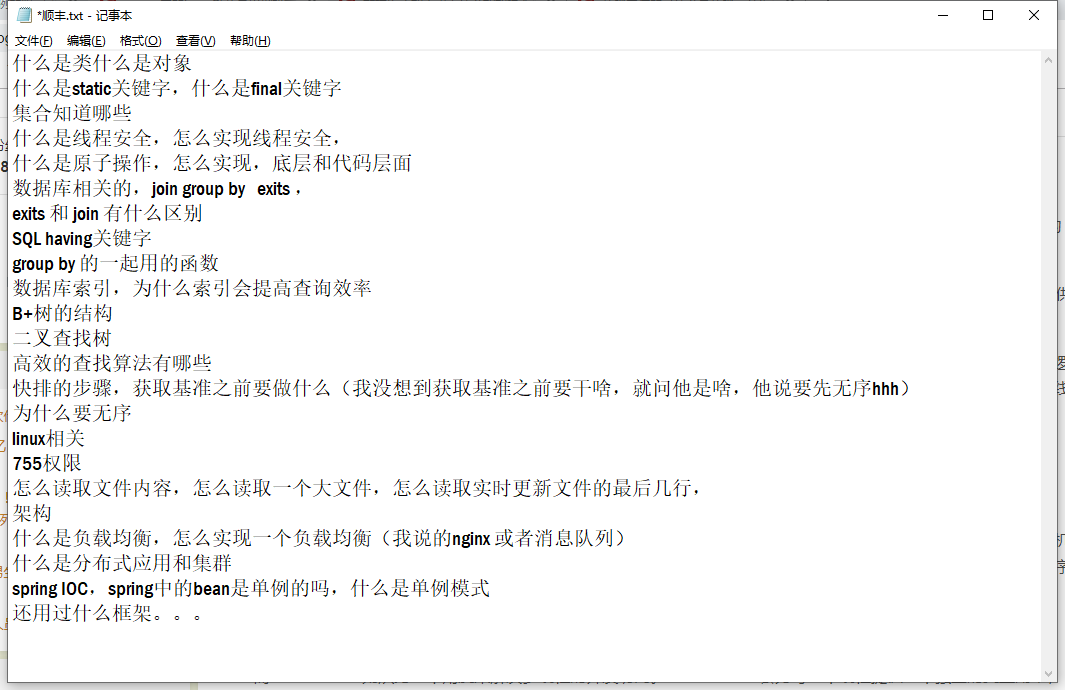 *顺丰.txt - 记事本
文件(F) 编辑(E) 格式(O) 查看(V) 帮助(H)
什么是类什么是对象
什么是static关键字，什么是final关键字
集合知道哪些
什么是线程安全，怎么实现线程安全，
什么是原子操作，怎么实现，底层和代码层面
数据库相关的，join group by exits ，
exits 和 join 有什么区别
SQL having关键字
group by 的一起用的函数
数据库索引，为什么索引会提高查询效率
B+树的结构
二叉查找树
高效的查找算法有哪些
快排的步骤，获取基准之前要做什么（我没想到获取基准之前要干啥，就问他是啥，他说要先无序hhh）
为什么要无序
linux相关
755权限
怎么读取文件内容，怎么读取一个大文件，怎么读取实时更新文件的最后几行，
架构
什么是负载均衡，怎么实现一个负载均衡（我说的nginx 或者消息队列）
什么是分布式应用和集群
spring IOC，spring中的bean是单例的吗，什么是单例模式
还用过什么框架。。。